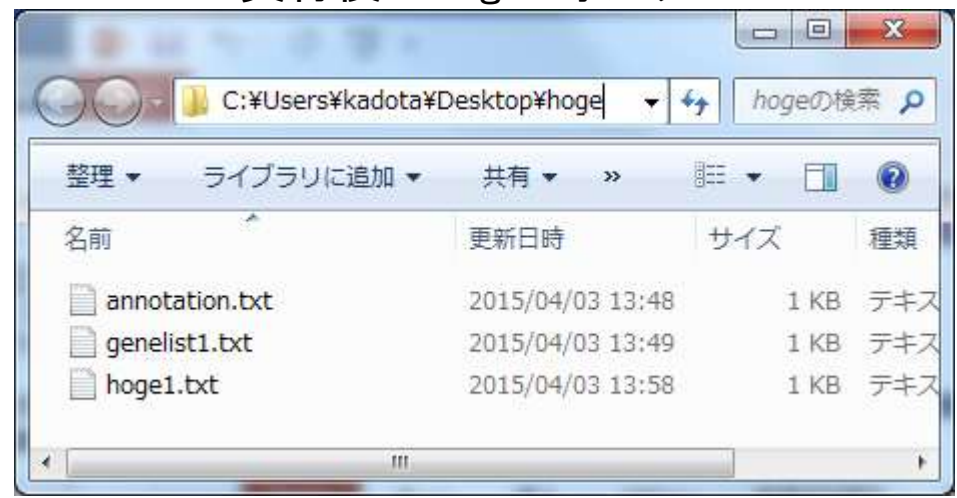 C:¥Users¥kadota¥Desktop¥hoge
hogeの検索
整理 ライブラリに追加 共有 »
名前 更新日時 サイズ 種類
annotation.txt 2015/04/03 13:48 1 KB テキス
genelist1.txt 2015/04/03 13:49 1 KB テキス
hoge1.txt 2015/04/03 13:58 1 KB テキス